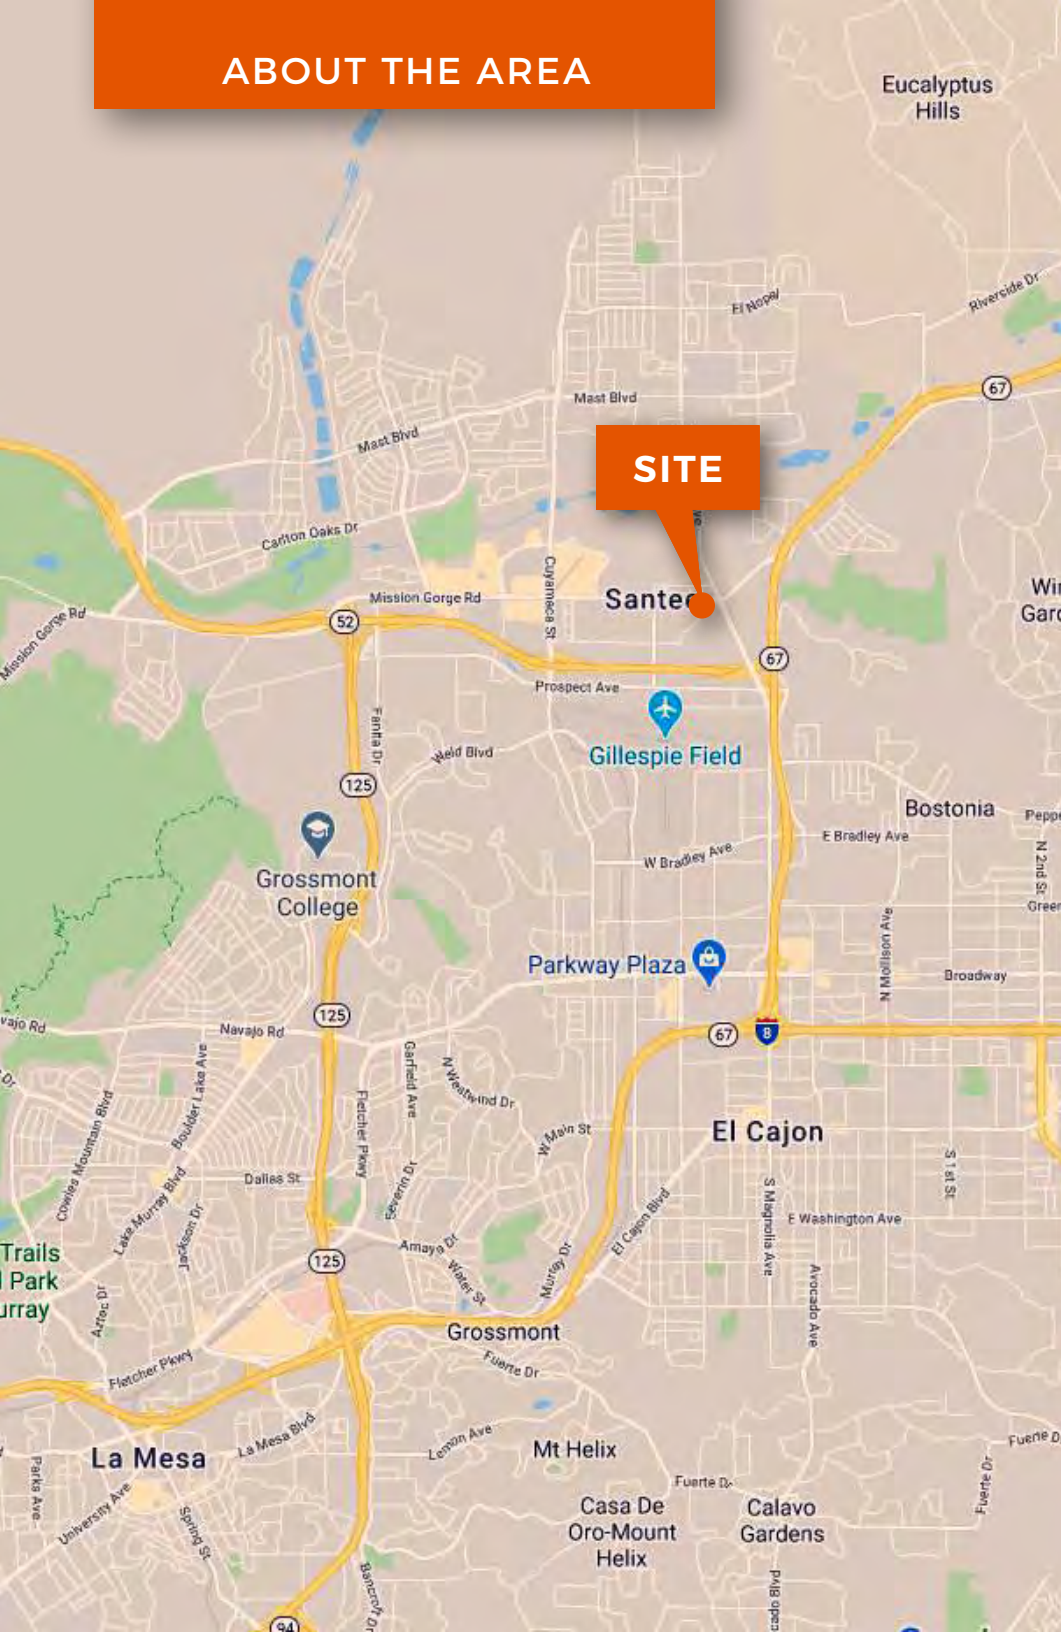 ABOUT THE AREA
Eucalyptus
Hills
Riverside Dr
El Nopal
67
Mast Blvd
Mast Blvd
SITE
Carlton Oaks Dr
Cuyamaca St
Mission Gorge Rd
Santee
Mission Gorge Rd
52
67
Prospect Ave
Fanita Dr
Weld Blvd
Gillespie Field
125
Bostonia
E Bradley Ave
W Bradley Ave
N 2nd St
Grossmont
College
N Mollison Ave
Parkway Plaza
Broadway
125
Navajo Rd
67
8
Garfield Ave
N Westwind Dr
Boulder Lake Ave
Cowles Mountain Blvd
Fletcher Pkwy
W Main St
El Cajon
Dallas St
Severin Dr
S 1st St
S Magnolia Ave
Lake Murray Blvd
Jackson Dr
El Cajon Blvd
E Washington Ave
Amaya Dr
Trails
Park
125
Water St
Murray Dr
Avocado Ave
Aztec Dr
Grossmont
Fletcher Pkwy
Fuerte Dr
La Mesa Blvd
Lemon Ave
Mt Helix
La Mesa
Fuerte Dr
Fuerte Dr
Parks Ave
University Ave
Spring St
Casa De
Oro-Mount
Helix
Calavo
Gardens
Bancroft Dr
94